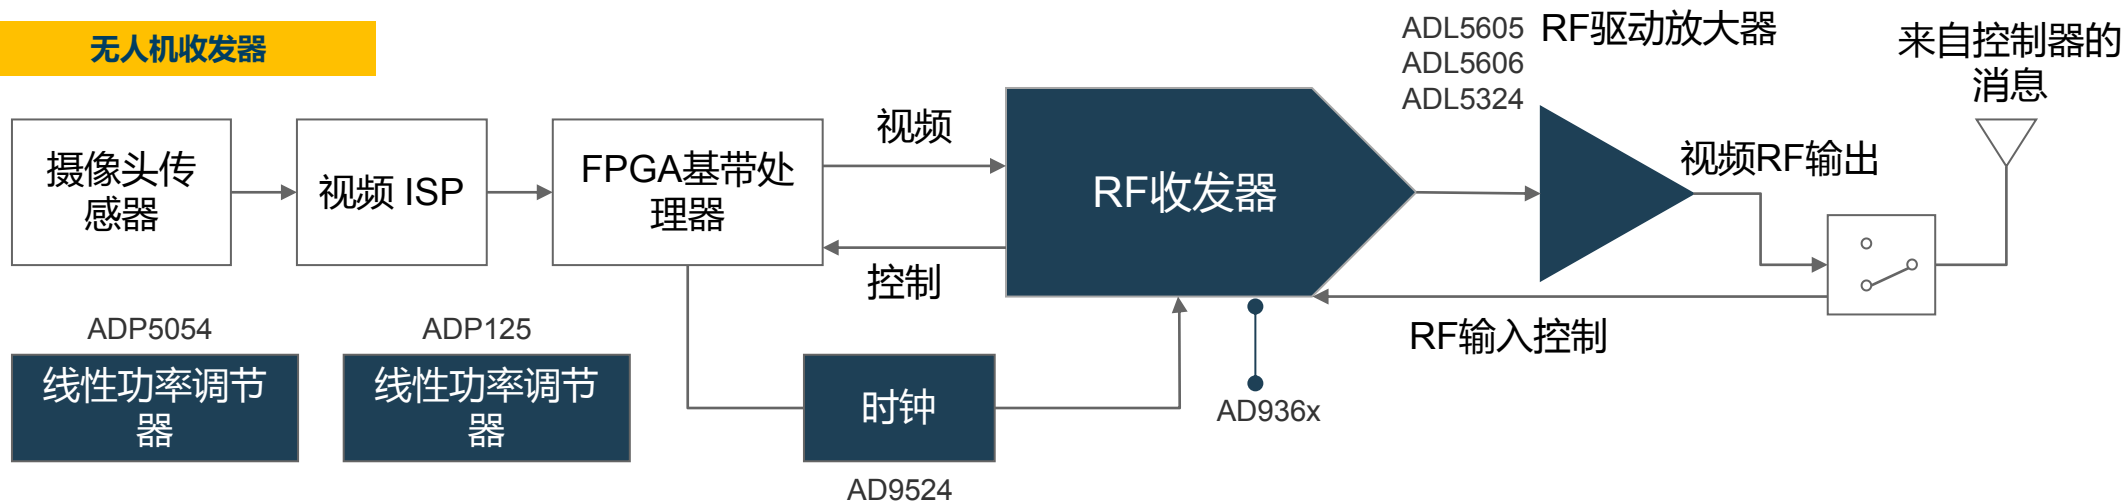 无人机收发器
ADL5605
ADL5606
ADL5324
RF驱动放大器
来自控制器的
消息
摄像头传
感器
视频 ISP
FPGA基带处
理器
视频
控制
RF收发器
视频RF输出
RF输入控制
ADP5054
线性功率调节
器
ADP125
线性功率调节
器
时钟
AD9524
AD936x